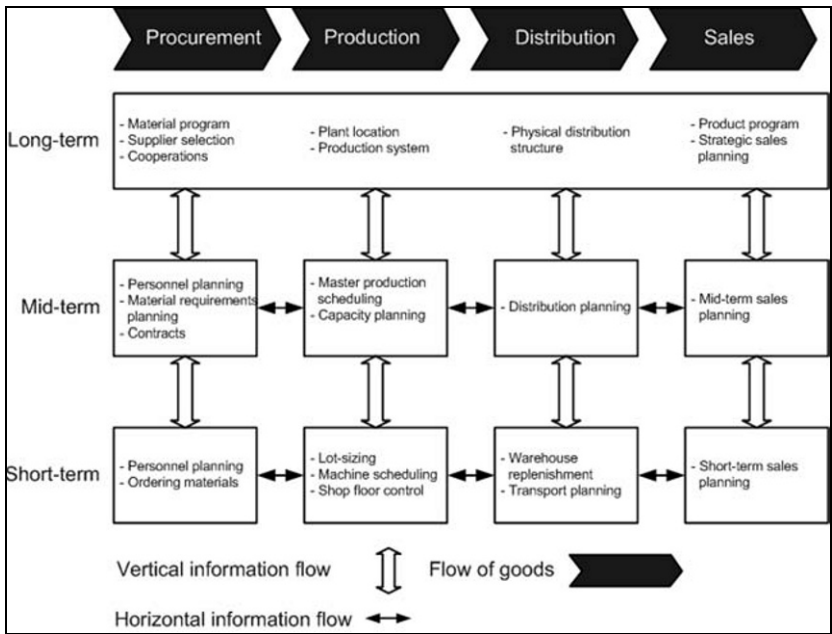 Procurement
Production
Distribution
Sales
Long-term
- Material program
- Supplier selection
- Cooperations
- Plant location
- Production system
- Physical distribution
structure
- Product program
- Strategic sales
planning
Mid-term
- Personnel planning
- Material requirements
planning
- Contracts
- Master production
scheduling
- Capacity planning
- Distribution planning
- Mid-term sales
planning
Short-term
- Personnel planning
- Ordering materials
- Lot-sizing
- Machine scheduling
- Shop floor control
- Warehouse
replenishment
- Transport planning
- Short-term sales
planning
Vertical information flow
Flow of goods
Horizontal information flow